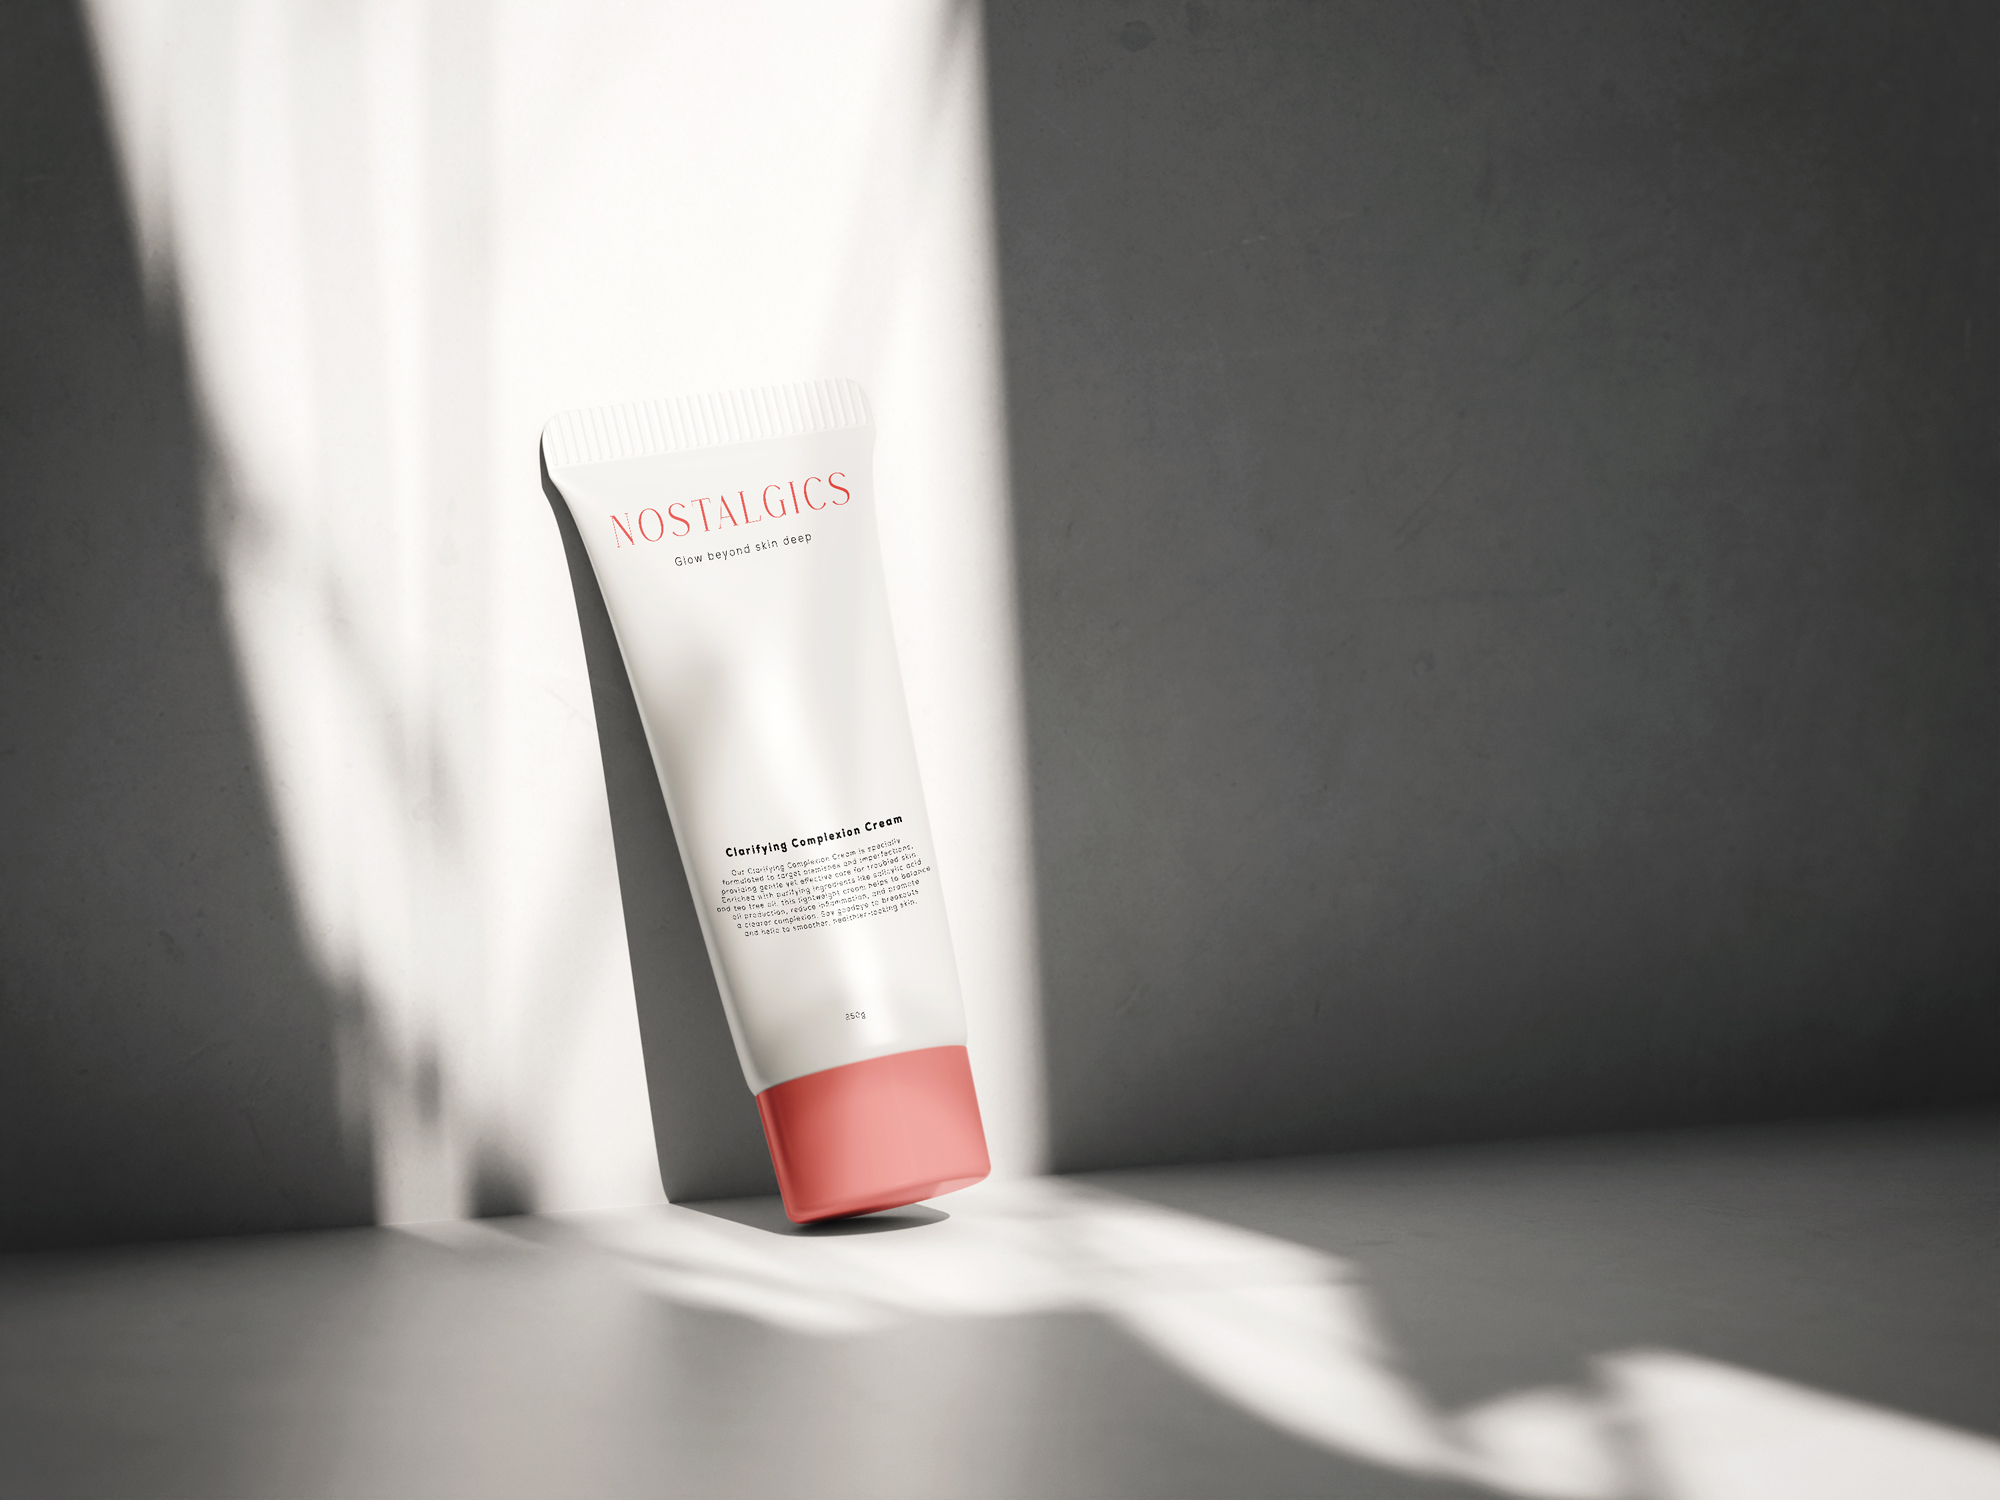 NOSTALGICS
Glow beyond skin deep
Clarifying Complexion Cream
Our Clarifying Complexion Cream is specially
formulated to target blemishes and imperfections,
providing gentle yet effective care for troubled skin.
Enriched with purifying ingredients like salicylic acid
and tea tree oil, this lightweight cream helps to balance
oil production, reduce inflammation, and promote
a clearer complexion. Say goodbye to breakouts
and hello to smoother, healthier-looking skin.
250g